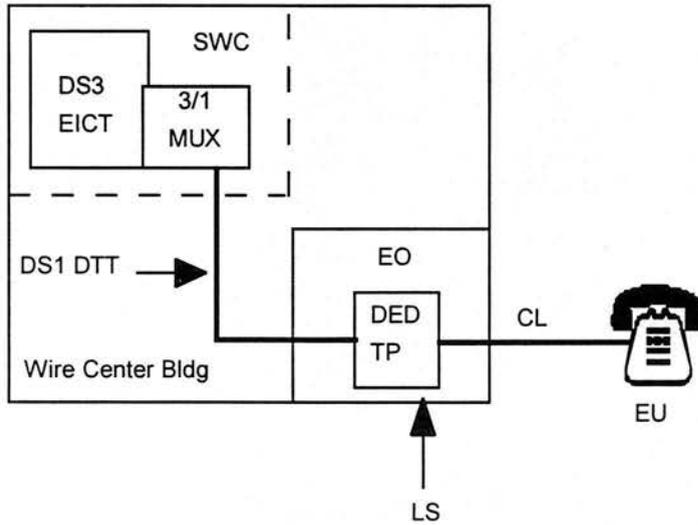 SWC
DS3
EICT
3/1
MUX
DS1 DTT
EO
DED
TP
CL
Wire Center Bldg
EU
LS